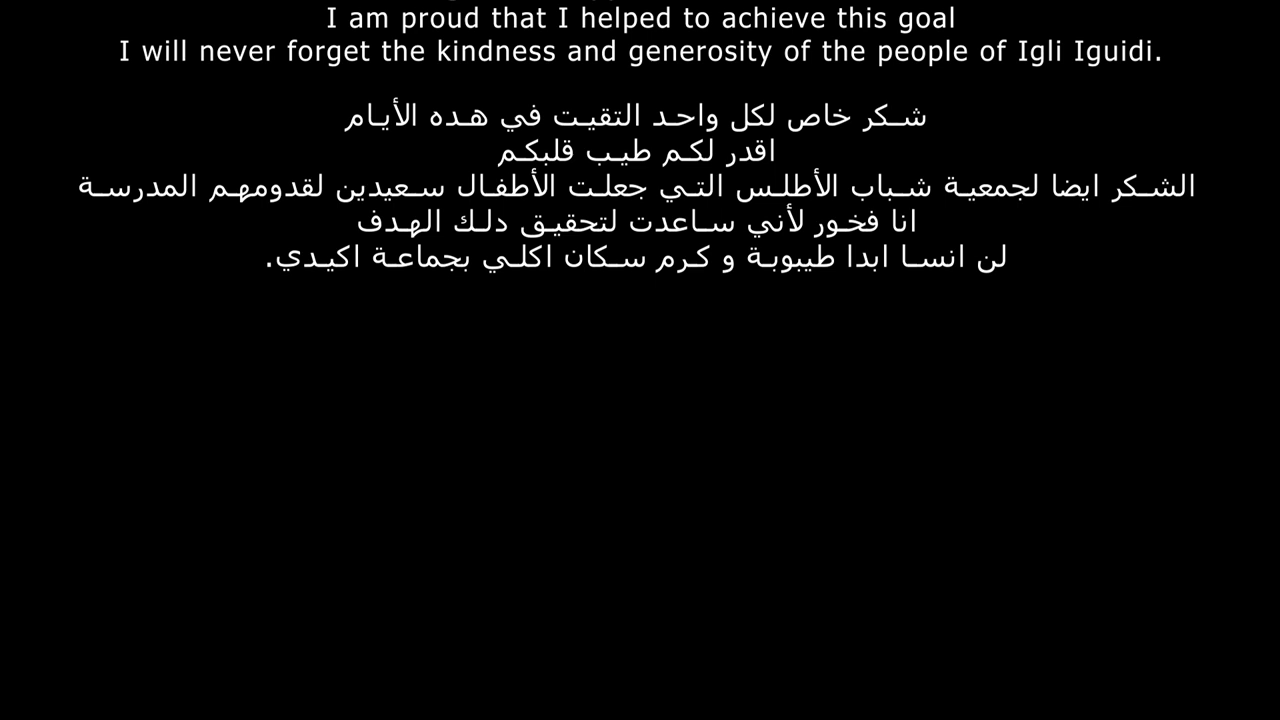 I am proud that I helped to achieve this goal
I will never forget the kindness and generosity of the people of Igli Iguidi.
شكر خاص لكل واحد التقيت في هده الأيام
اقدر لكم طيب قلبكم
الشكر ايضا لجمعية شباب الأطلس التي جعلت الأطفال سعيدين لقدومهم المدرسة
انا فخور لأني ساعدت لتحقيق دلك الهدف
لن انسا ابدا طيبوبة و كرم سكان اكلي بجماعة اكيدي.